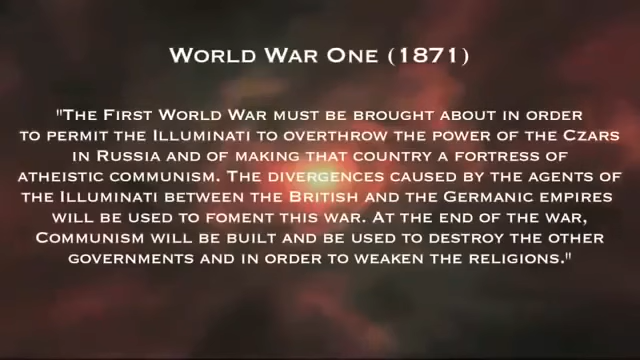 World War One (1871)
"The First World War must be brought about in order
to permit the Illuminati to overthrow the power of the Czars
in Russia and of making that country a fortress of
atheistic communism. The divergences caused by the agents of
the Illuminati between the British and the Germanic empires
will be used to foment this war. At the end of the war,
Communism will be built and be used to destroy the other
governments and in order to weaken the religions."